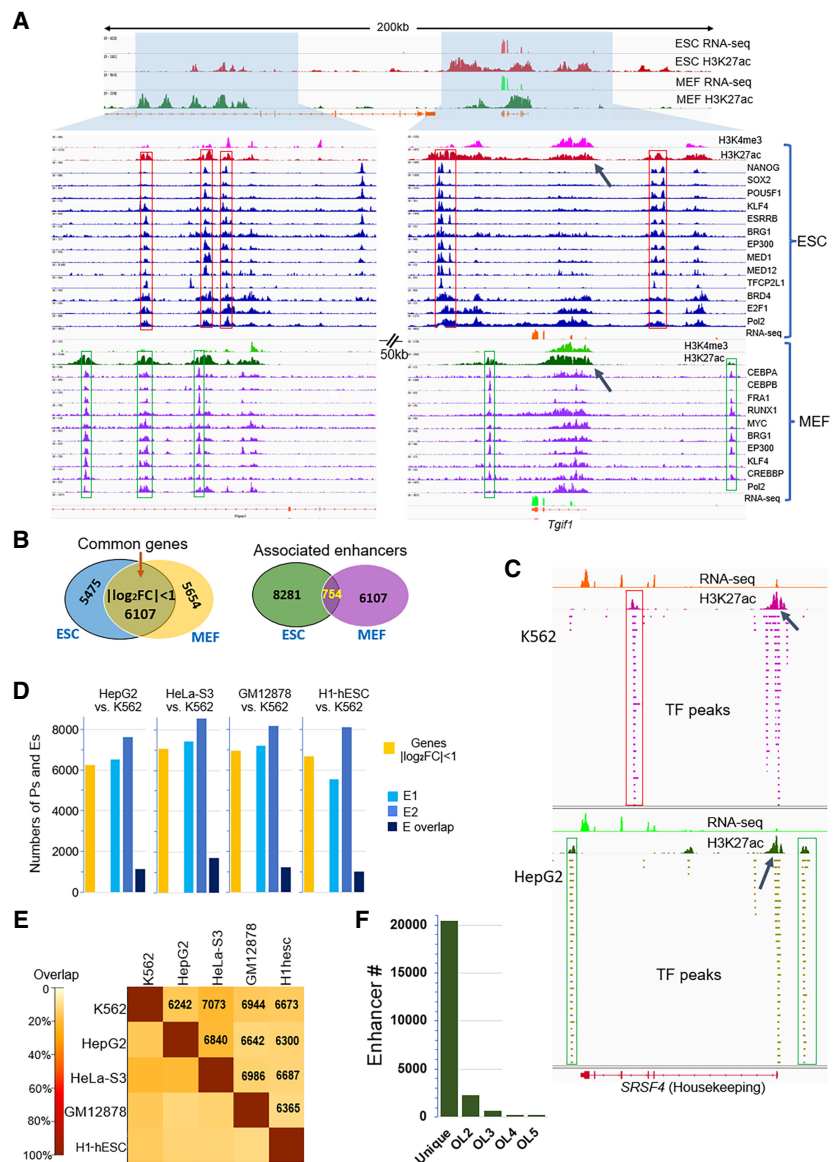 A
200kb
ESC RNA-seq
ESC H3K27ac
MEF RNA-seq
MEF H3K27ac
H3K4me3
H3K27ac
NANOG
SOX2
POU5F1
KLF4
ESRRB
BRG1
EP300
MED1
MED12
TFCP2L1
BRD4
E2F1
Pol2
RNA-seq
ESC
50kb
H3K4me3
H3K27ac
CEBPA
CEBPB
FRA1
RUNX1
MYC
BRG1
EP300
KLF4
CREBBP
Pol2
RNA-seq
MEF
Tgif1
B
Common genes
5475
|log₂FC|<1
6107
5654
ESC
MEF
Associated enhancers
8281
754
6107
ESC
MEF
C
RNA-seq
H3K27ac
K562
TF peaks
RNA-seq
H3K27ac
HepG2
TF peaks
SRSF4 (Housekeeping)
D
HepG2 vs. K562
HeLa-S3 vs. K562
GM12878 vs. K562
H1-hESC vs. K562
Numbers of Ps and Es
8000
6000
4000
2000
0
Genes
|log₂FC|<1
E1
E2
E overlap
E
Overlap
0
20%
40%
60%
80%
100%
K562
HepG2
HeLa-S3
GM12878
H1hesc
K562 6242 7073 6944 6673
HepG2 6840 6642 6300
HeLa-S3 6986 6687
GM12878 6365
H1-hESC
F
Enhancer #
20000
15000
10000
5000
0
Unique
OL2
OL3
OL4
OL5